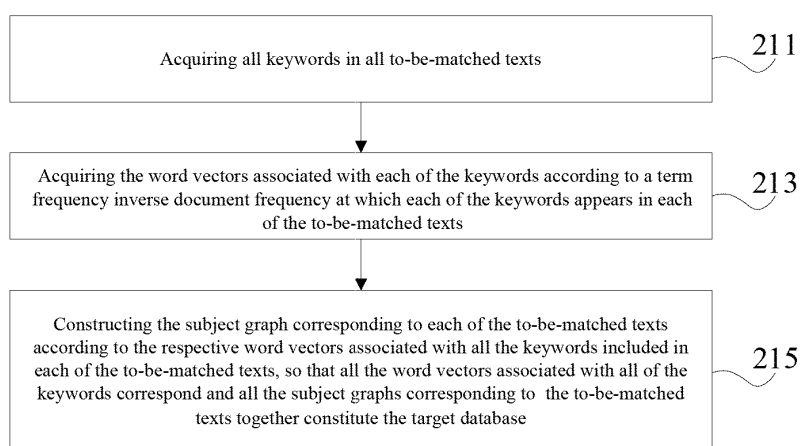 Acquiring all keywords in all to-be-matched texts
211
Acquiring the word vectors associated with each of the keywords according to a term
frequency inverse document frequency at which each of the keywords appears in each
of the to-be-matched texts
213
Constructing the subject graph corresponding to each of the to-be-matched texts
according to the respective word vectors associated with all the keywords included in
each of the to-be-matched texts, so that all the word vectors associated with all of the
keywords correspond and all the subject graphs corresponding to the to-be-matched
texts together constitute the target database
215